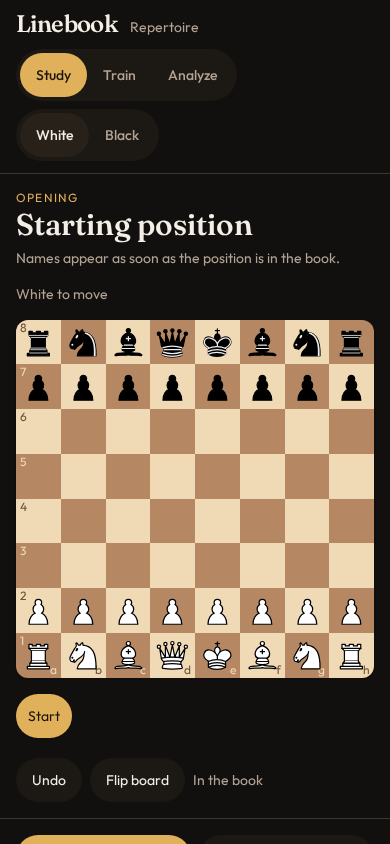 Linebook Repertoire
Study Train Analyze
White Black
OPENING
Starting position
Names appear as soon as the position is in the book.
White to move
8
7
6
5
4
3
2
1
a b c d e f g h
Start
Undo Flip board In the book